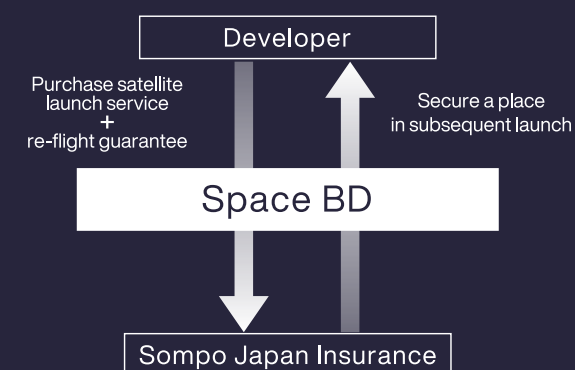 Developer
Purchase satellite
launch service
+
re-flight guarantee
Secure a place
in subsequent launch
Space BD
Sompo Japan Insurance